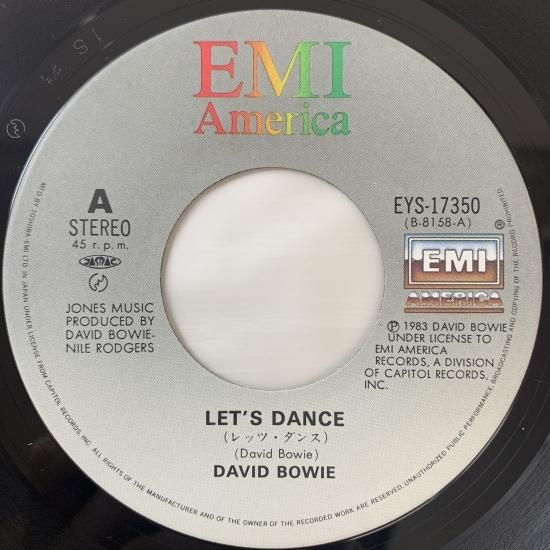 EMI
America
A
STEREO
45 r.p.m.
JASRAC
JONES MUSIC
PRODUCED BY
DAVID BOWIE-
NILE RODGERS
EYS-17350
(B-8158-A)
®
EMI
AMERICA
Ⓟ 1983 DAVID BOWIE
UNDER LICENSE TO
EMI AMERICA
RECORDS, A DIVISION
OF CAPITOL RECORDS,
INC.
LET'S DANCE
(レッツ・ダンス)
(David Bowie)
DAVID BOWIE
MF'D BY TOSHIBA EMI LTD IN JAPAN UNDER LICENSE FROM CAPITOL RECORDS, INC. ALL RIGHTS OF THE MANUFACTURER AND OF THE OWNER OF THE RECORDED WORK RESERVED. UNAUTHORIZED PUBLIC PERFORMANCE, BROADCASTING AND COPYING OF THE RECORD PROHIBITED.